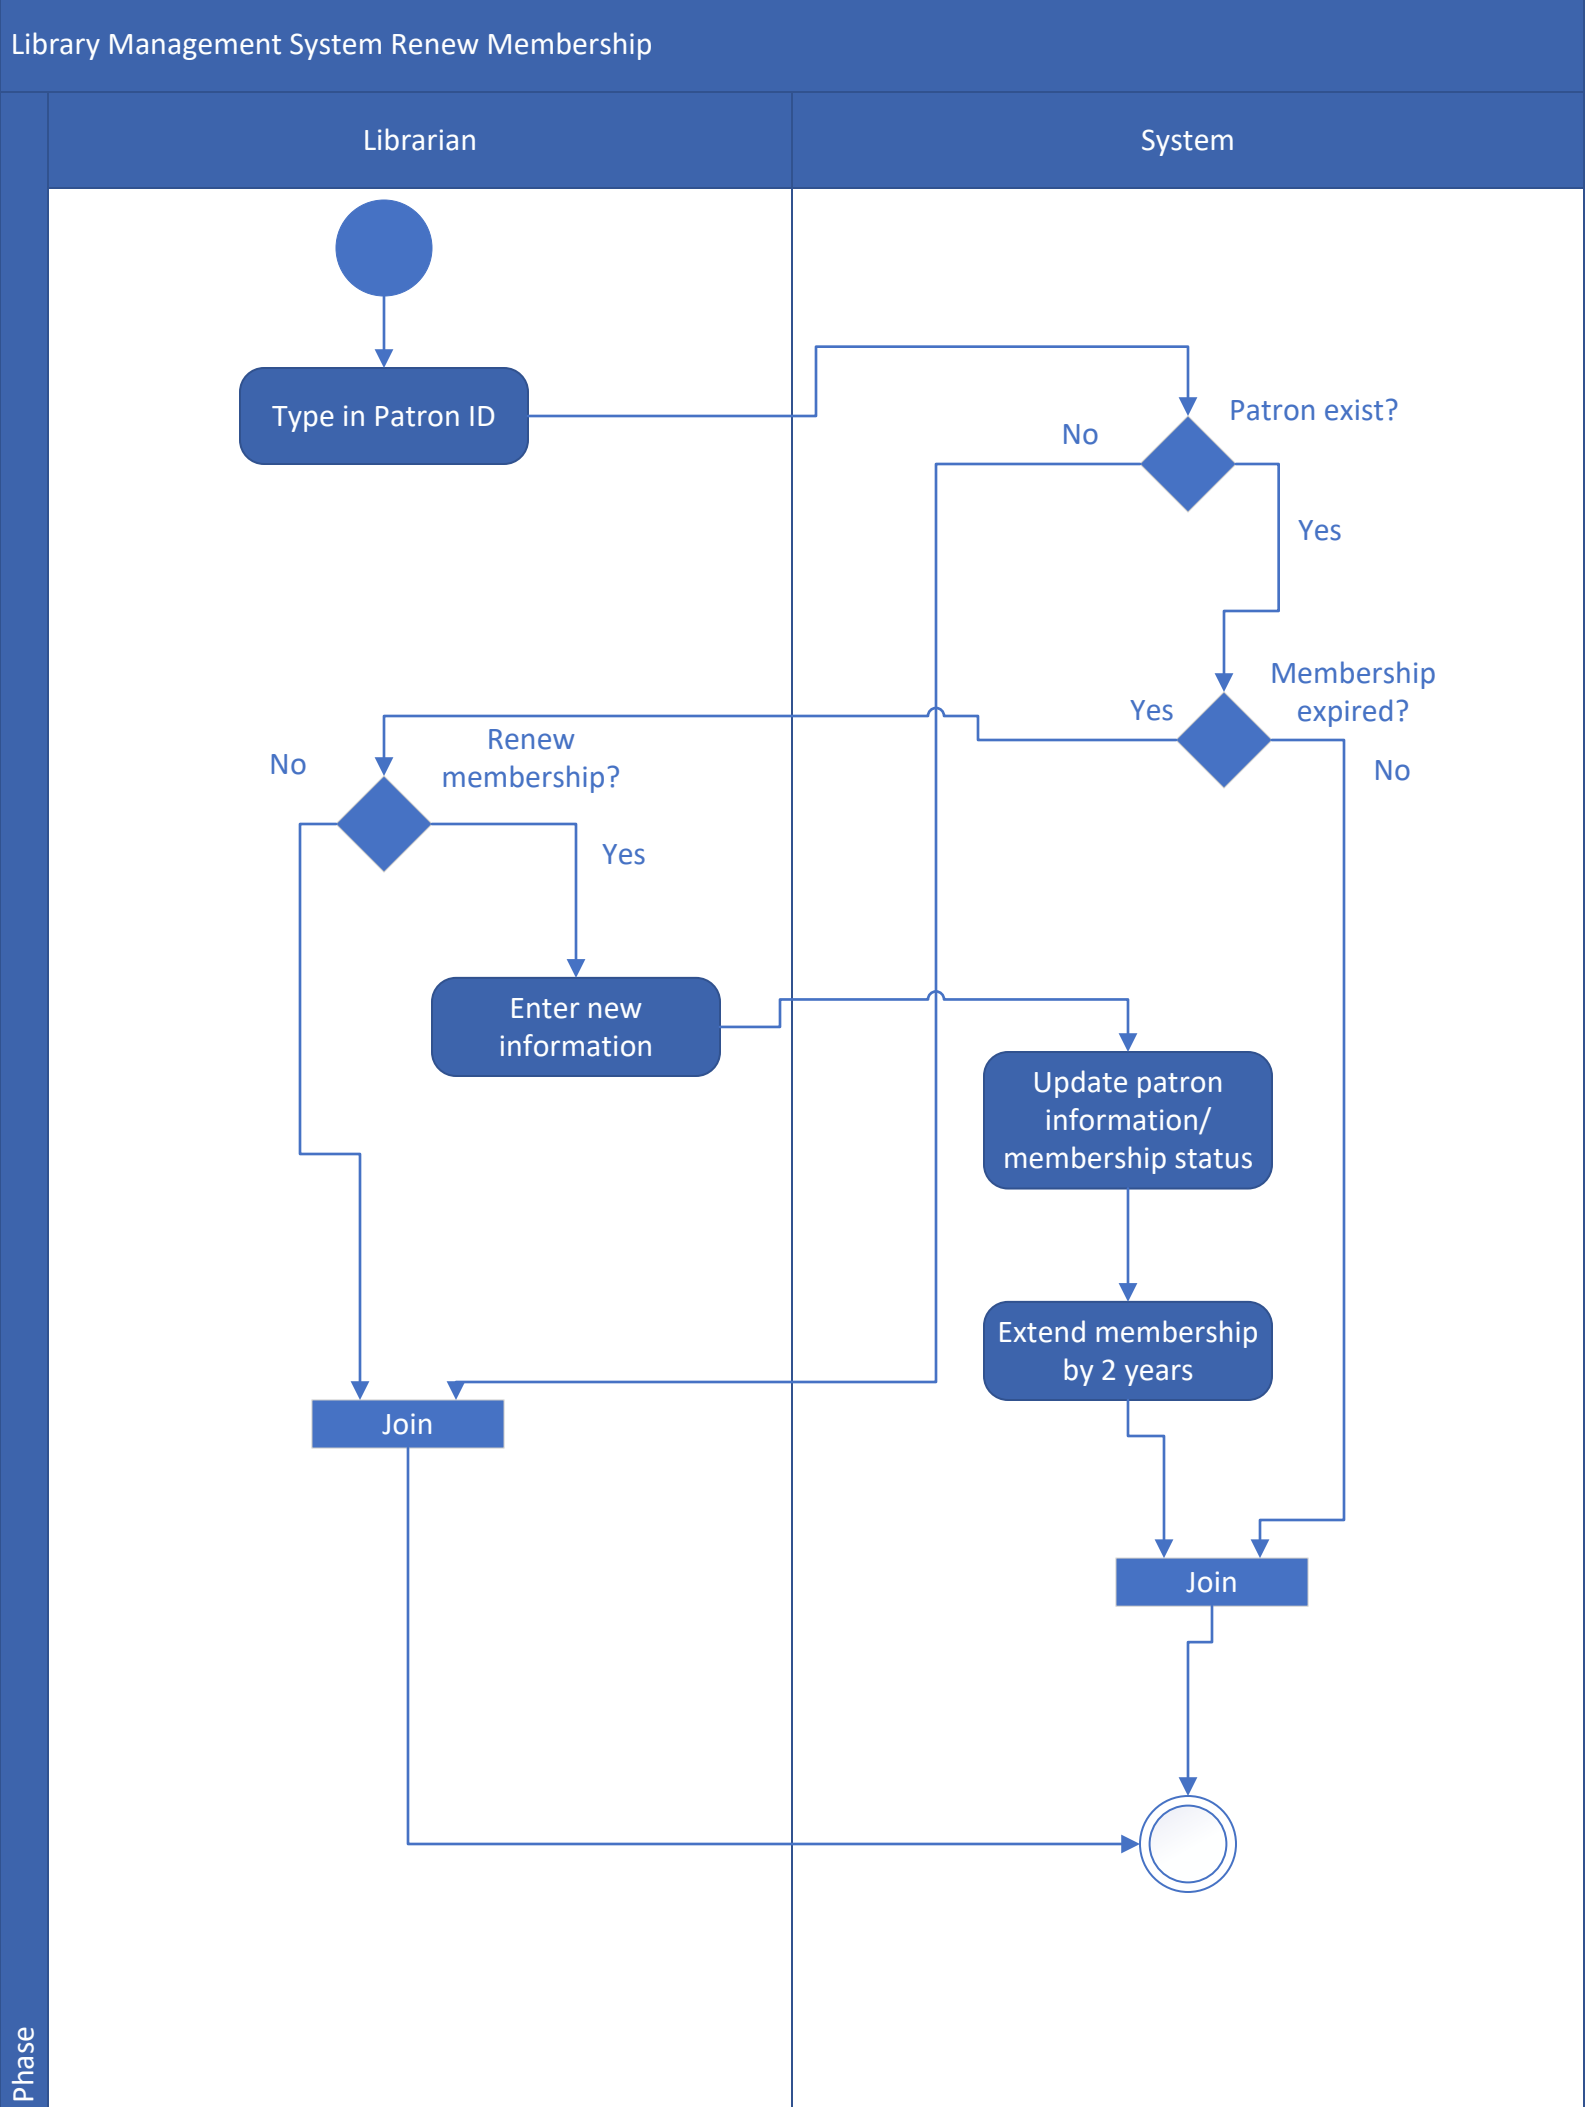 Library Management System Renew Membership
Librarian
System
Type in Patron ID
Patron exist?
No
Yes
Membership
expired?
Yes
No
Renew
membership?
No
Yes
Enter new
information
Update patron
information/
membership status
Extend membership
by 2 years
Join
Join
Phase